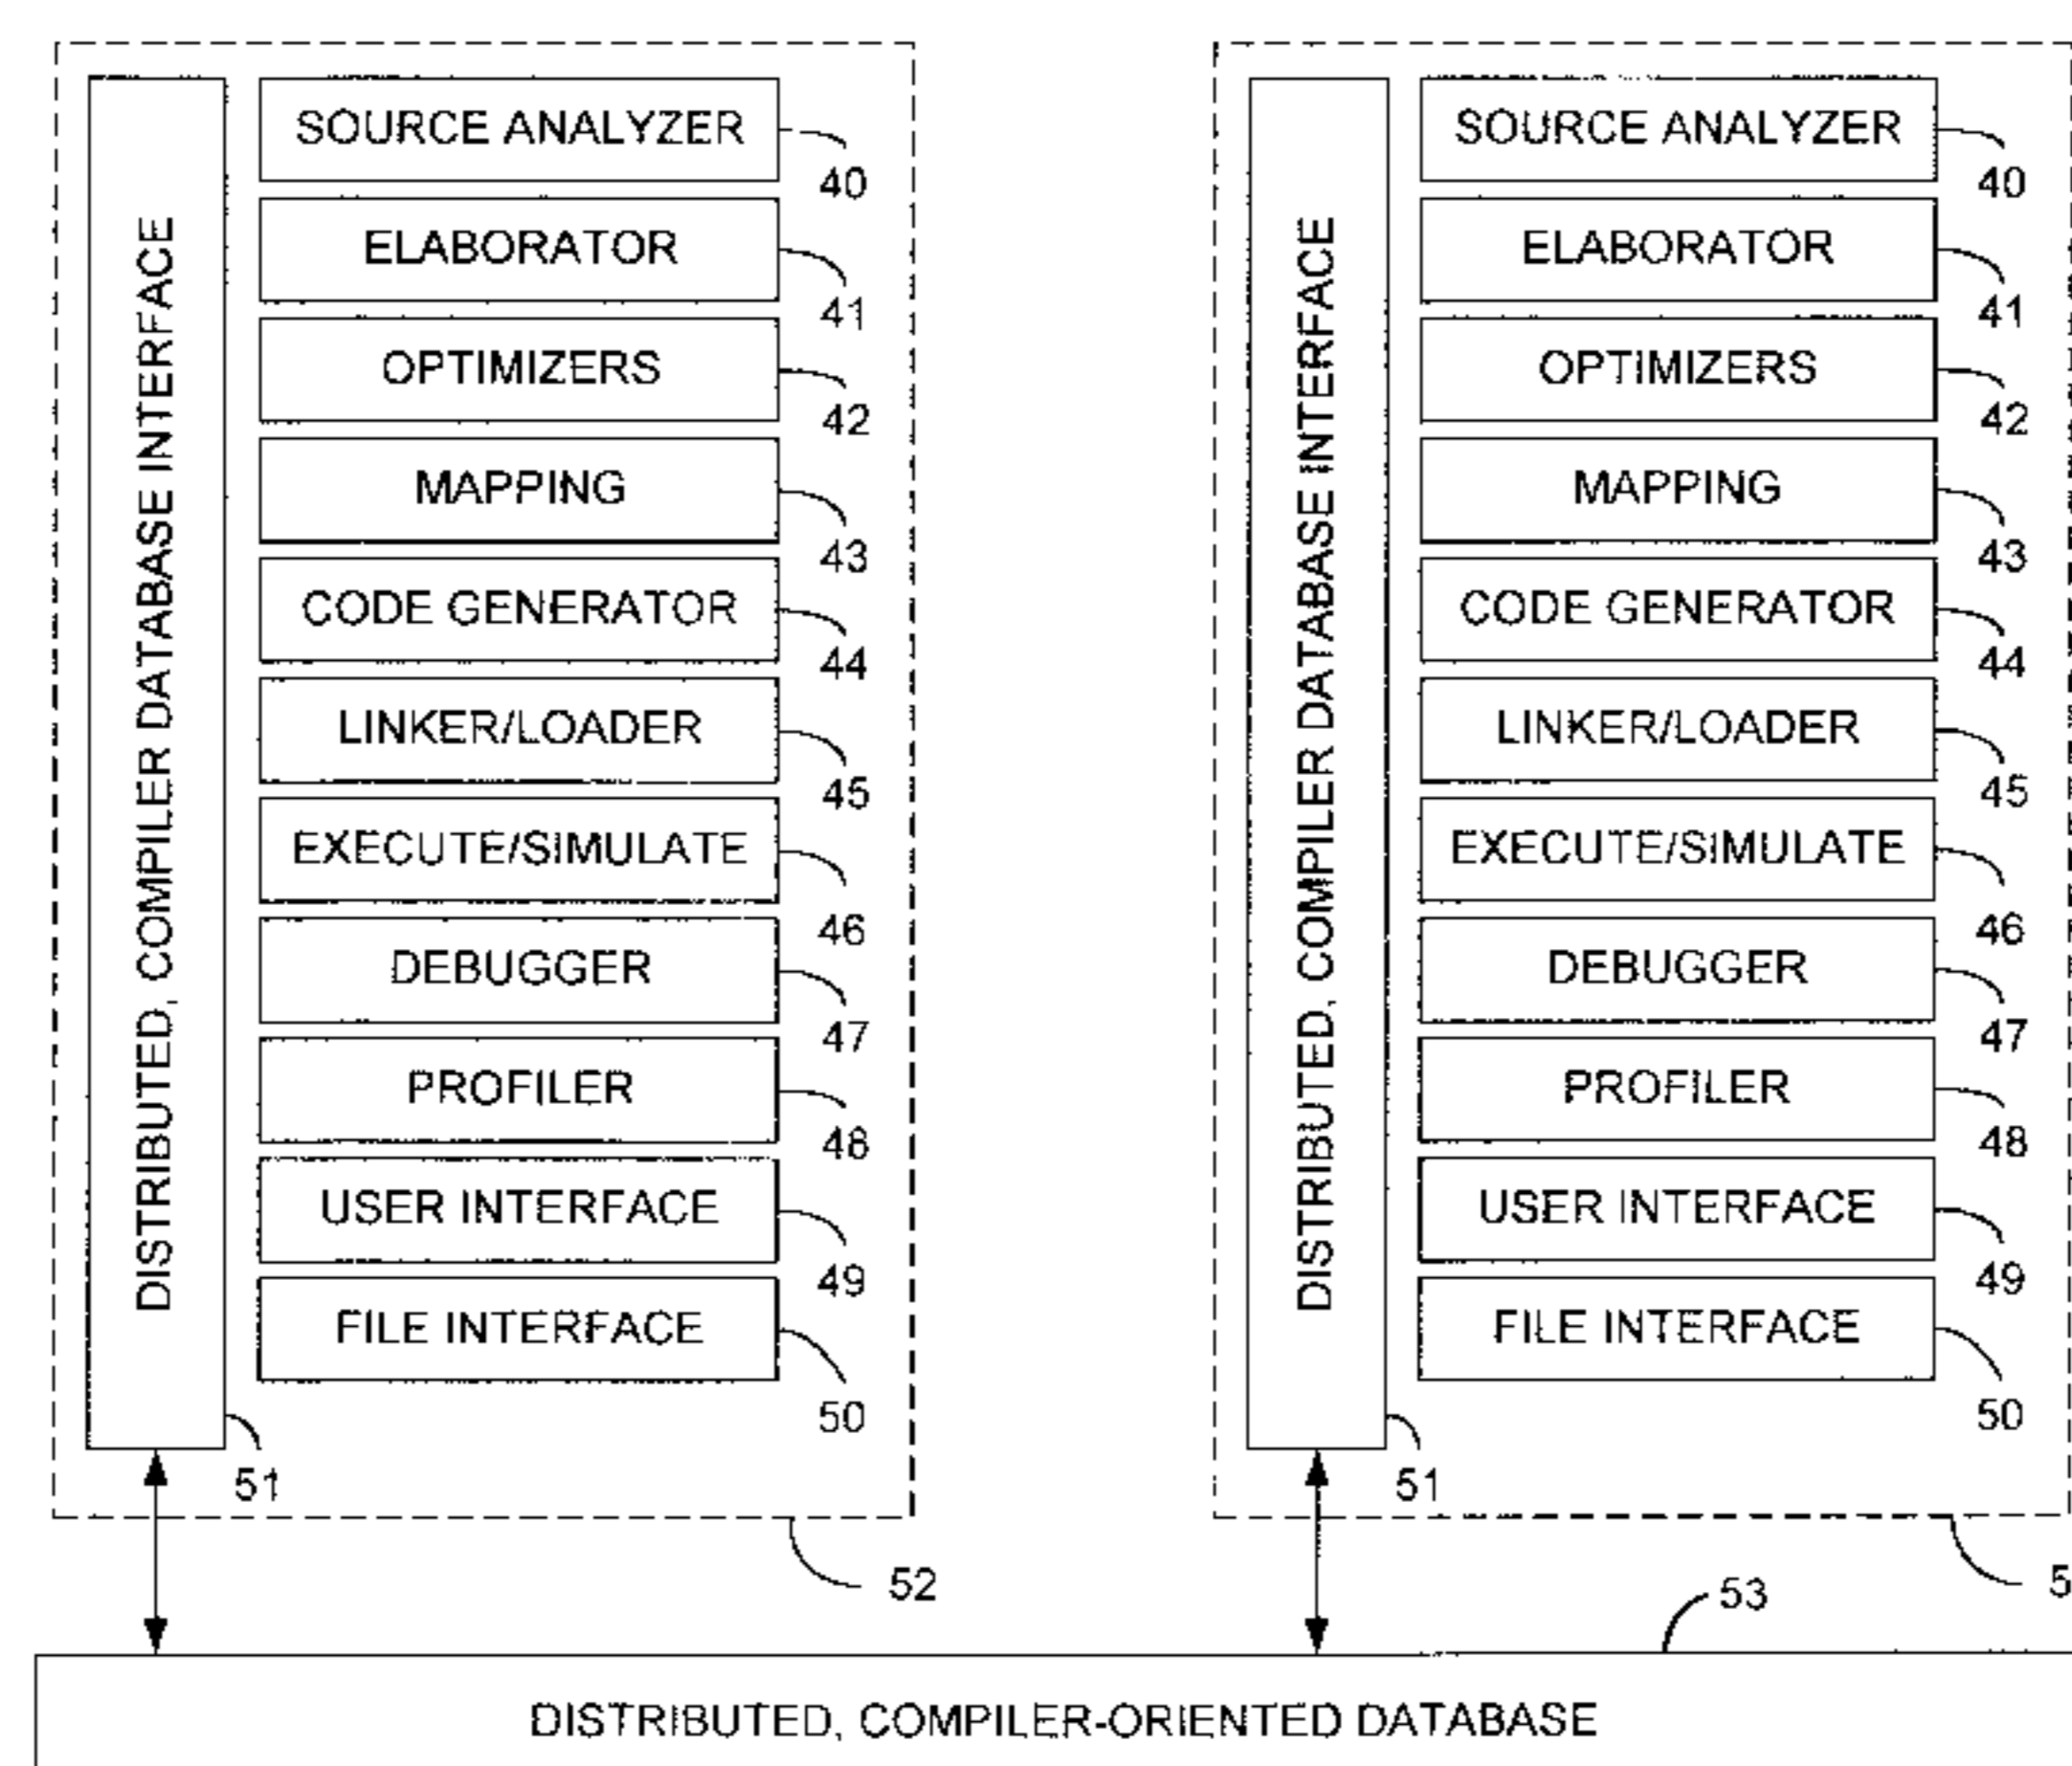 DISTRIBUTED, COMPILER DATABASE INTERFACE
SOURCE ANALYZER
40
ELABORATOR
41
OPTIMIZERS
42
MAPPING
43
CODE GENERATOR
44
LINKER/LOADER
45
EXECUTE/SIMULATE
46
DEBUGGER
47
PROFILER
48
USER INTERFACE
49
FILE INTERFACE
50
51
52
DISTRIBUTED, COMPILER DATABASE INTERFACE
SOURCE ANALYZER
40
ELABORATOR
41
OPTIMIZERS
42
MAPPING
43
CODE GENERATOR
44
LINKER/LOADER
45
EXECUTE/SIMULATE
46
DEBUGGER
47
PROFILER
48
USER INTERFACE
49
FILE INTERFACE
50
51
53
DISTRIBUTED, COMPILER-ORIENTED DATABASE